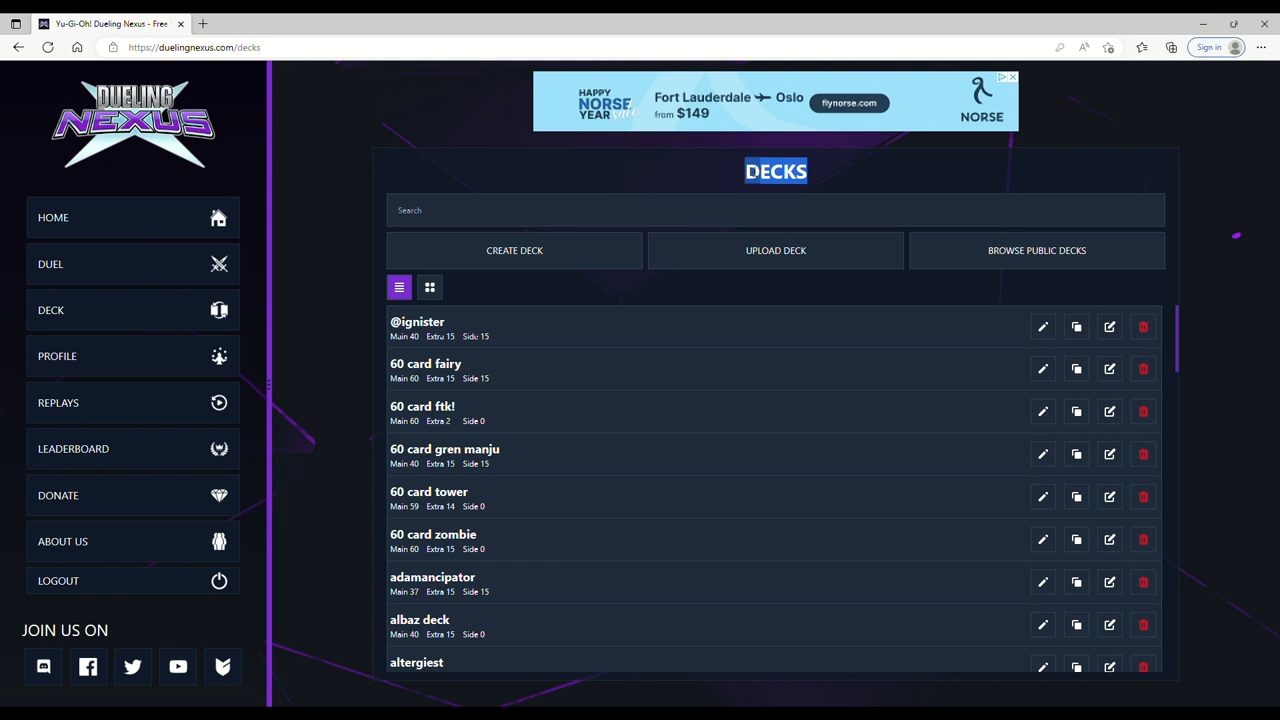 Yu-Gi-Oh! Dueling Nexus - Free
https://duelingnexus.com/decks
Sign in
DUELING
NEXUS
HOME
DUEL
DECK
PROFILE
REPLAYS
LEADERBOARD
DONATE
ABOUT US
LOGOUT
JOIN US ON
HAPPY
NORSE
YEAR sale
Fort Lauderdale Oslo
from $149
flynorse.com
NORSE
DECKS
Search
CREATE DECK
UPLOAD DECK
BROWSE PUBLIC DECKS
@ignister
Main 40 Extra 15 Side 15
60 card fairy
Main 60 Extra 15 Side 15
60 card ftk!
Main 60 Extra 2 Side 0
60 card gren manju
Main 40 Extra 15 Side 15
60 card tower
Main 59 Extra 14 Side 0
60 card zombie
Main 60 Extra 15 Side 0
adamancipator
Main 37 Extra 15 Side 15
albaz deck
Main 40 Extra 15 Side 0
altergiest